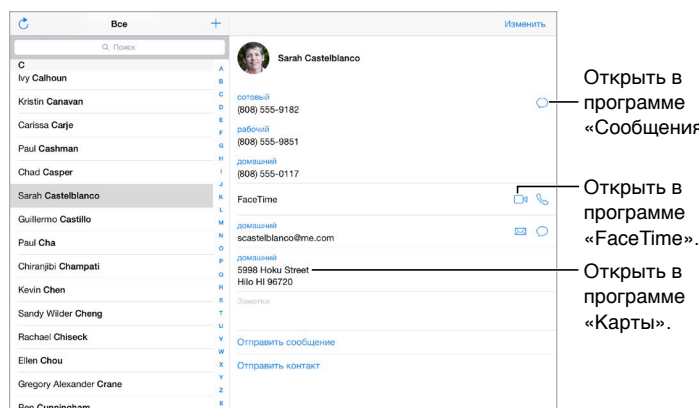 Все
+
Изменить
Поиск
C
Ivy Calhoun
Kristin Canavan
Carissa Carje
Paul Cashman
Chad Casper
Sarah Castelblanco
Guillermo Castillo
Paul Cha
Chiranjibi Champati
Kevin Chen
Sandy Wilder Cheng
Rachael Chiseck
Ellen Chou
Gregory Alexander Crane
Ben Cunningham
A
B
C
D
E
F
G
H
I
J
K
L
M
N
O
P
Q
R
S
T
U
V
W
X
Y
Z
Sarah Castelblanco
сотовый
(808) 555-9182
рабочий
(808) 555-9851
домашний
(808) 555-0117
FaceTime
домашний
scastelblanco@me.com
домашний
5998 Hoku Street
Hilo HI 96720
Заметки
Отправить сообщение
Отправить контакт
Открыть в
программе
«Сообщения
Открыть в
программе
«FaceTime».
Открыть в
программе
«Карты».